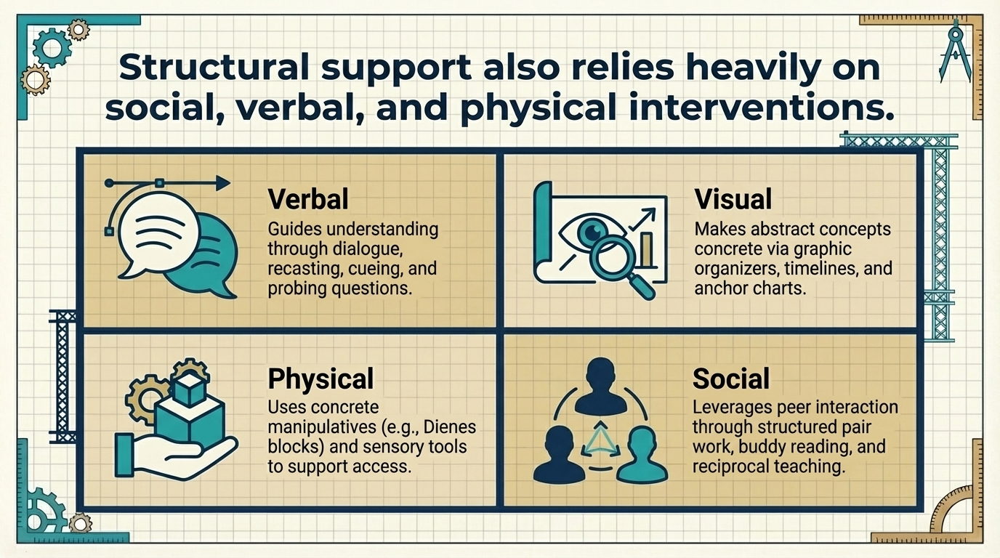 Structural support also relies heavily on
social, verbal, and physical interventions.
Verbal
Guides understanding
through dialogue,
recasting, cueing, and
probing questions.
Visual
Makes abstract concepts
concrete via graphic
organizers, timelines, and
anchor charts.
Physical
Uses concrete
manipulatives (e.g., Dienes
blocks) and sensory tools
to support access.
Social
Leverages peer interaction
through structured pair
work, buddy reading, and
reciprocal teaching.